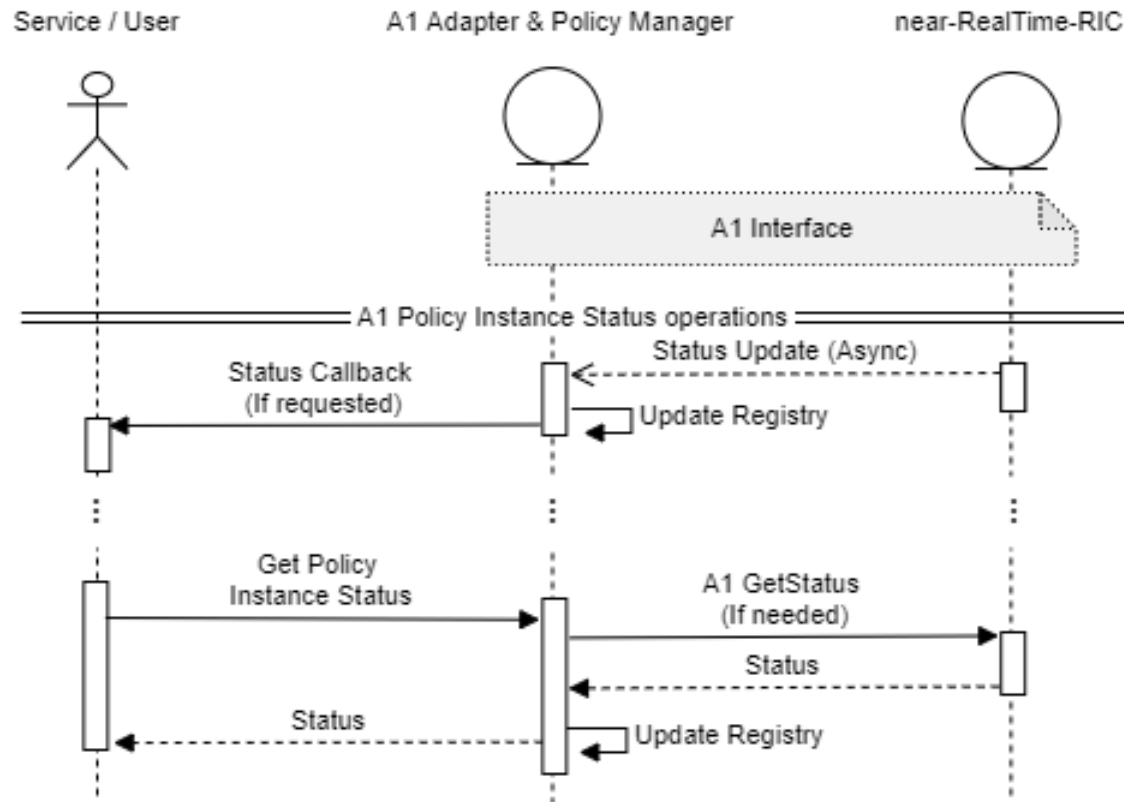 Service / User
A1 Adapter & Policy Manager
near-RealTime-RIC
A1 Interface
A1 Policy Instance Status operations
Status Update (Async)
Status Callback
(If requested)
Update Registry
Get Policy
Instance Status
A1 GetStatus
(If needed)
Status
Status
Update Registry